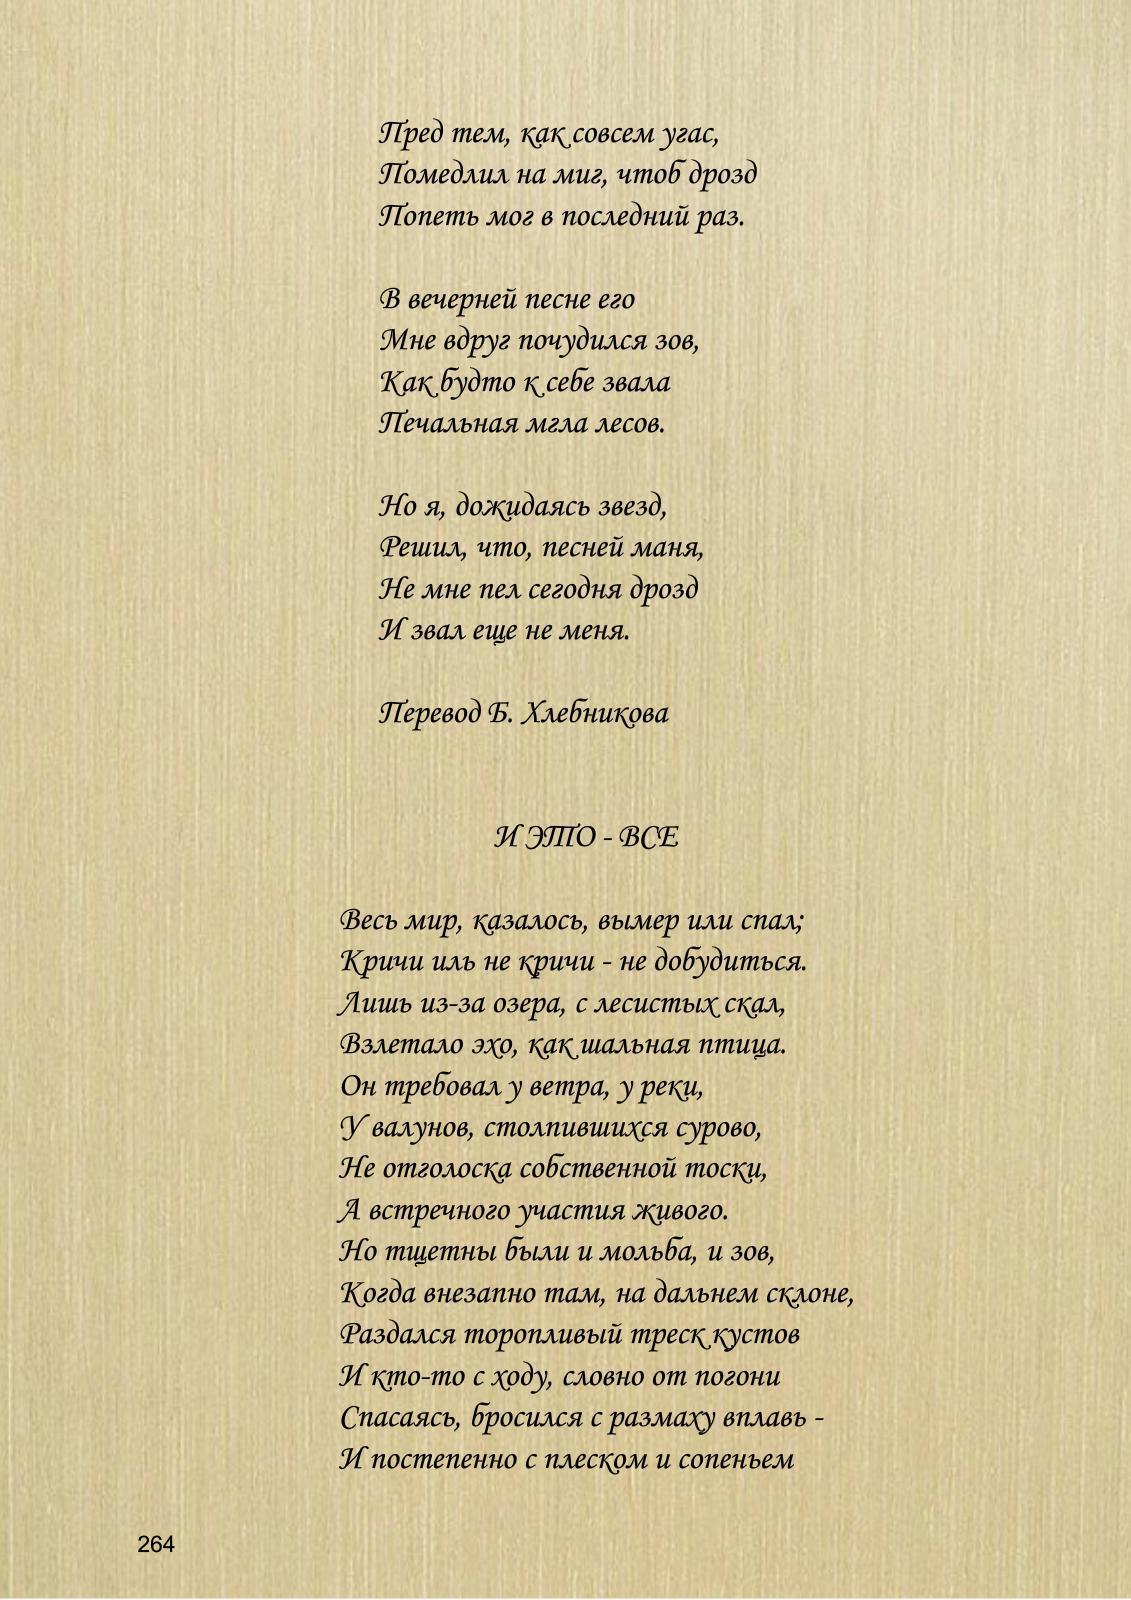 Пред тем, как совсем угас,
Помедлил на миг, чтоб дрозд
Попеть мог в последний раз.
В вечерней песне его
Мне вдруг почудился зов,
Как будто к себе звала
Печальная мгла лесов.
Но я, дожидаясь звезд,
Решил, что, песней маня,
Не мне пел сегодня дрозд
И звал еще не меня.
Перевод Б. Хлебникова
И ЭТО - ВСЕ
Весь мир, казалось, вымер или спал;
Кричи иль не кричи - не добудиться.
Лишь из-за озера, с лесистых скал,
Взлетало эхо, как шальная птица.
Он требовал у ветра, у реки,
У валунов, столпившихся сурово,
Не отголоска собственной тоски,
А встречного участия живого.
Но тщетны были и мольба, и зов,
Когда внезапно там, на дальнем склоне,
Раздался торопливый треск кустов
И кто-то с ходу, словно от погони
Спасаясь, бросился с размаху вплавь -
И постепенно с плеском и сопеньем
264